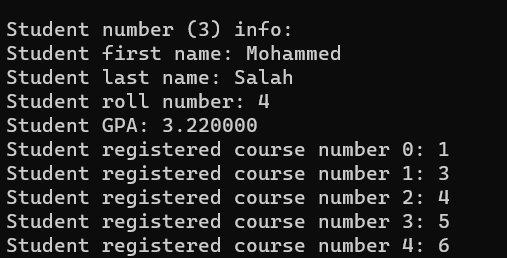 Student number (3) info:
Student first name: Mohammed
Student last name: Salah
Student roll number: 4
Student GPA: 3.220000
Student registered course number 0: 1
Student registered course number 1: 3
Student registered course number 2: 4
Student registered course number 3: 5
Student registered course number 4: 6